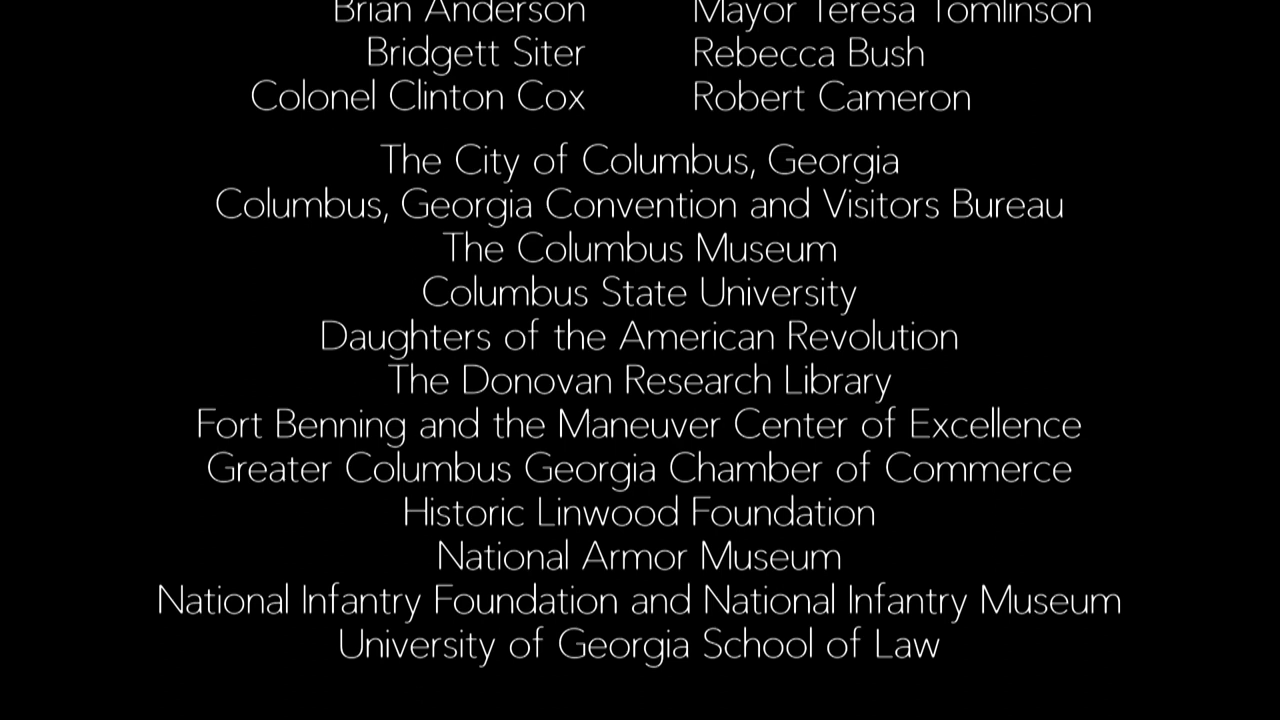 Brian Anderson Mayor Teresa Tomlinson
Bridgett Siter Rebecca Bush
Colonel Clinton Cox Robert Cameron
The City of Columbus, Georgia
Columbus, Georgia Convention and Visitors Bureau
The Columbus Museum
Columbus State University
Daughters of the American Revolution
The Donovan Research Library
Fort Benning and the Maneuver Center of Excellence
Greater Columbus Georgia Chamber of Commerce
Historic Linwood Foundation
National Armor Museum
National Infantry Foundation and National Infantry Museum
University of Georgia School of Law